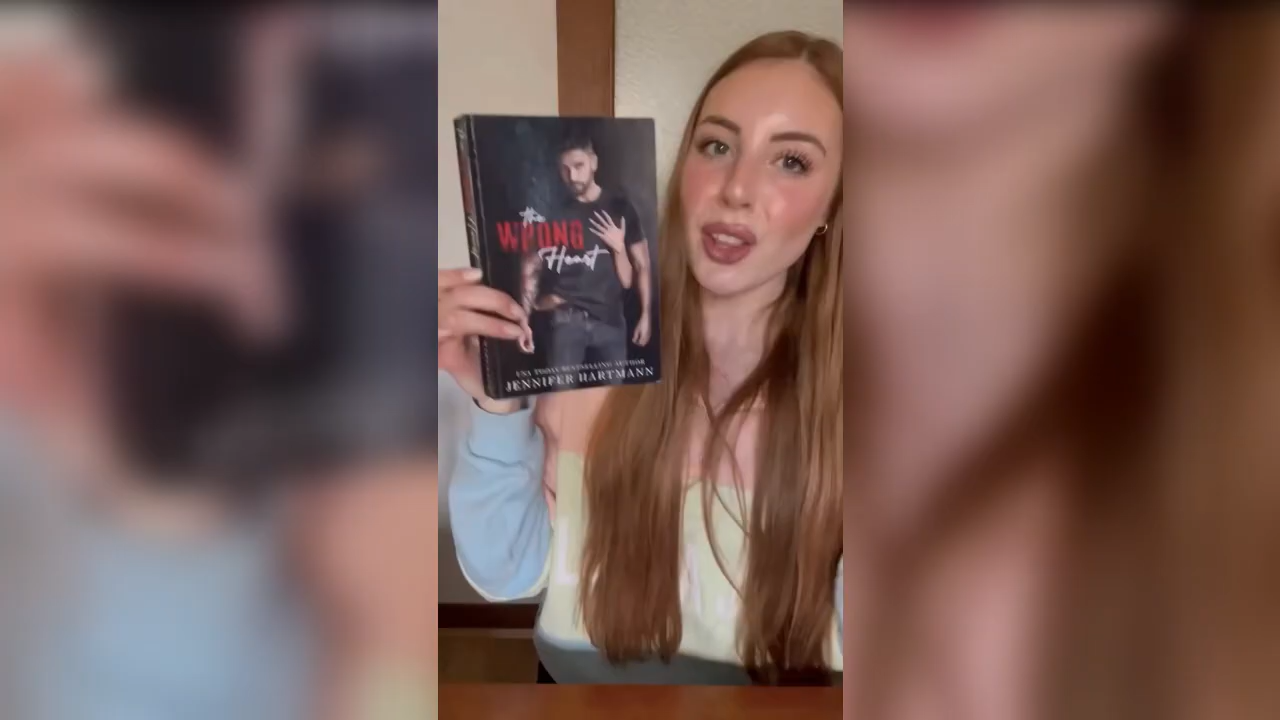 the
WRONG
Heart
USA TODAY BESTSELLING AUTHOR
JENNIFER HARTMANN